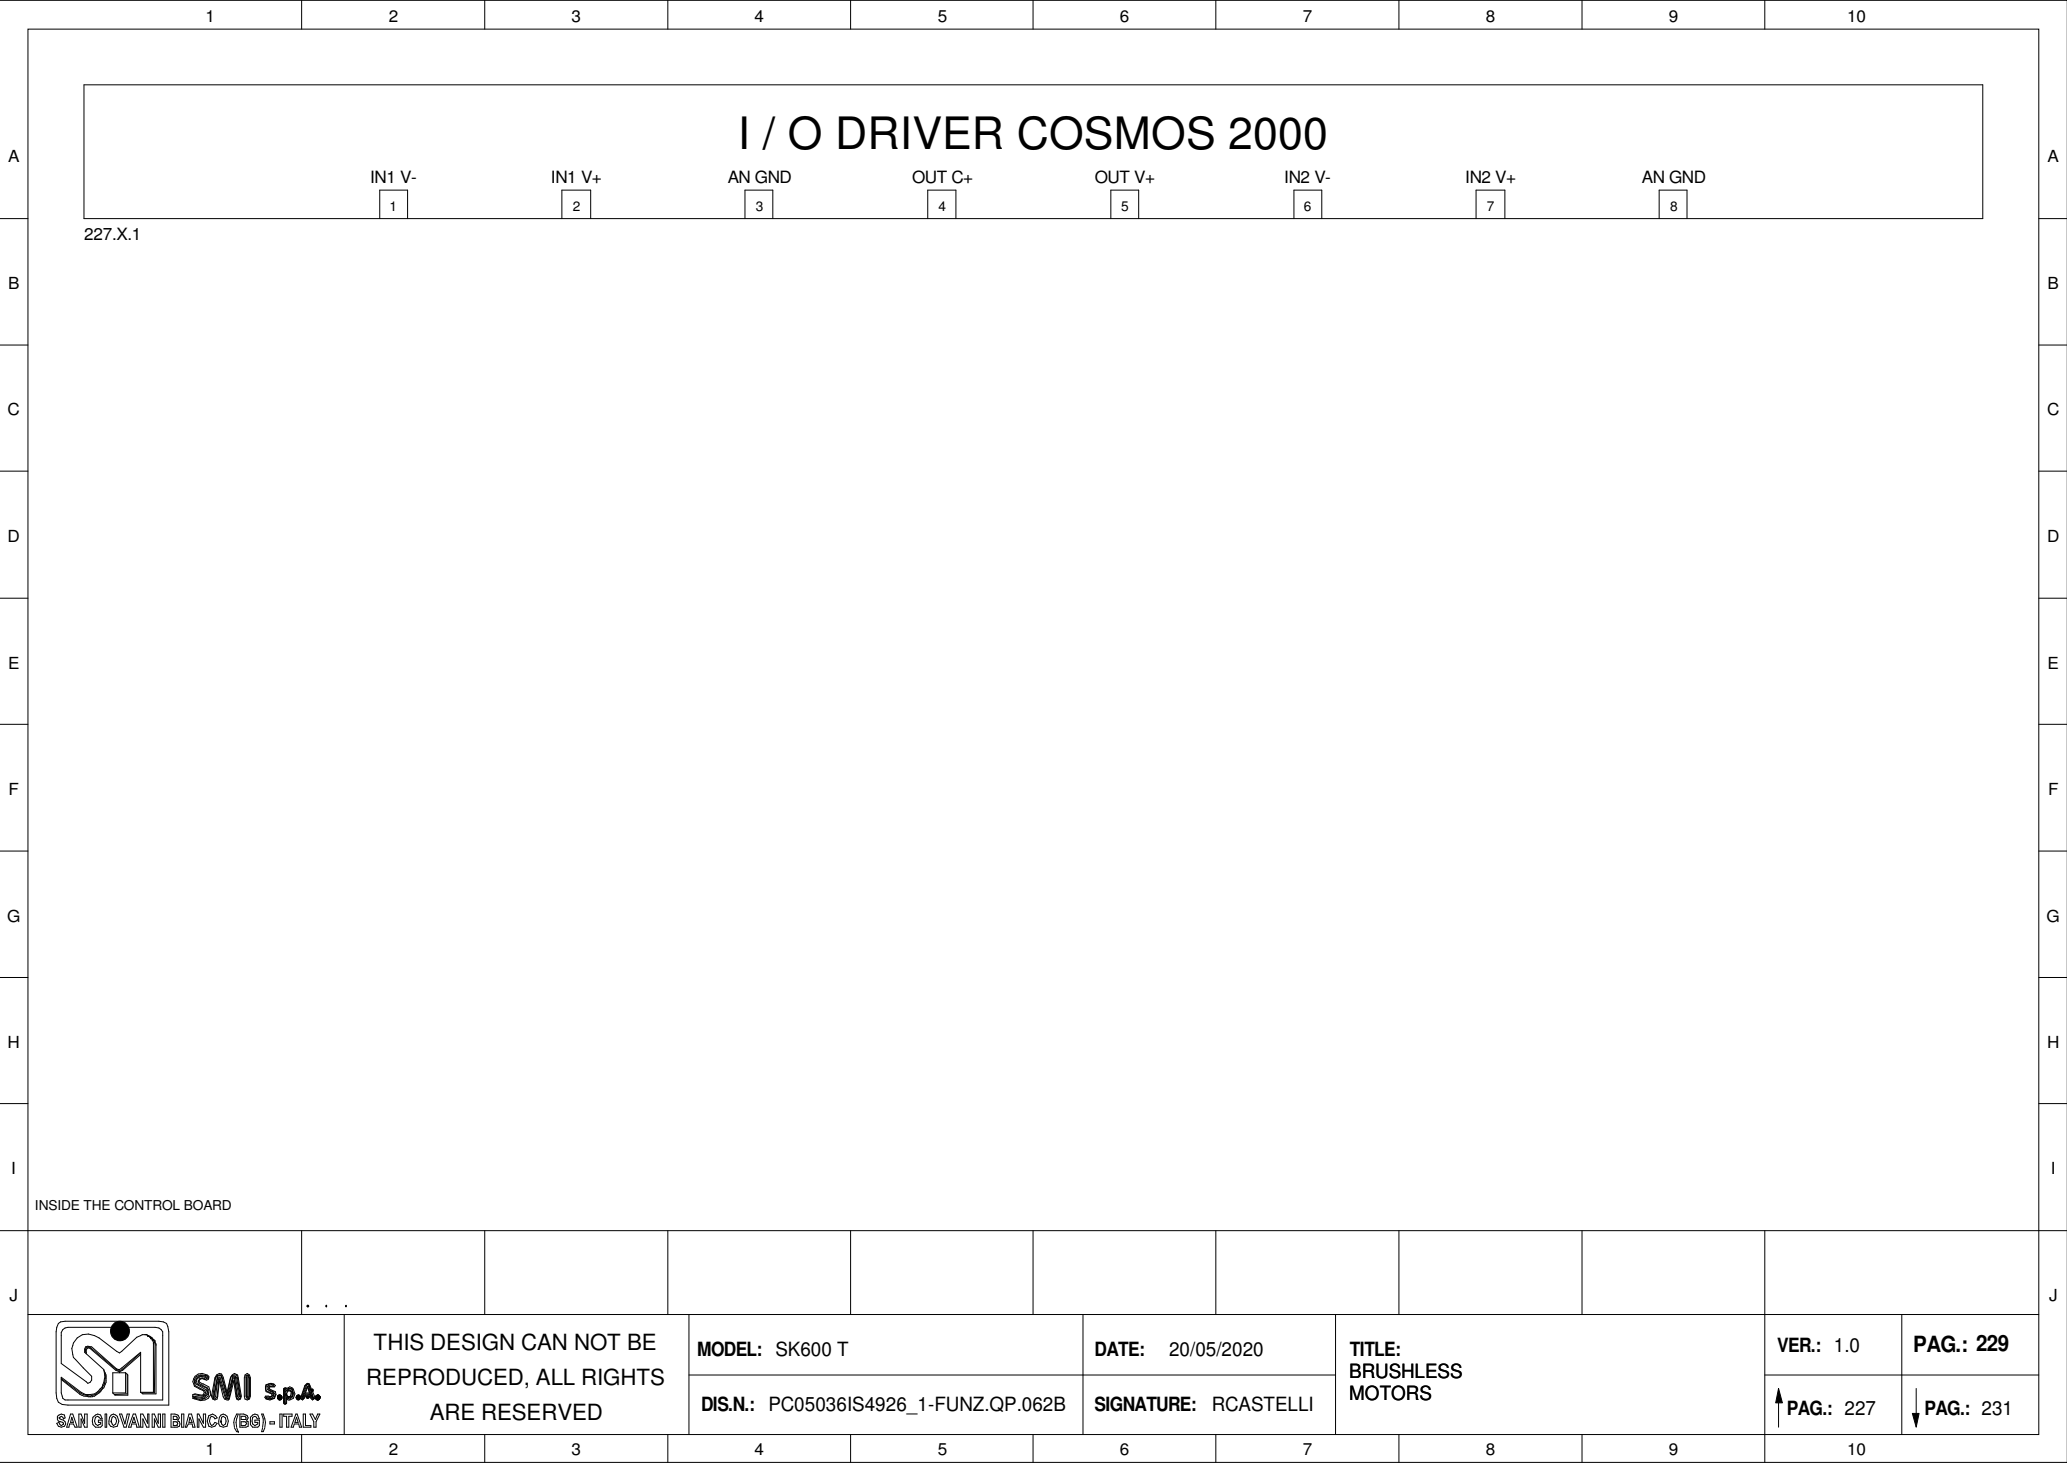 1 2 3 4 5 6 7 8 9 10
I / O DRIVER COSMOS 2000
A A
IN1 V- IN1 V+ AN GND OUT C+ OUT V+ IN2 V- IN2 V+ AN GND
1 2 3 4 5 6 7 8
227.X.1
B B
C C
D D
E E
F F
G G
H H
I I
INSIDE THE CONTROL BOARD
J J
. . .
SMI s.p.a.
SAN GIOVANNI BIANCO (BG) - ITALY
THIS DESIGN CAN NOT BE
REPRODUCED, ALL RIGHTS
ARE RESERVED
MODEL: SK600 T
DIS.N.: PC05036IS4926_1-FUNZ.QP.062B
DATE: 20/05/2020
SIGNATURE: RCASTELLI
TITLE:
BRUSHLESS
MOTORS
VER.: 1.0
PAG.: 229
PAG.: 227
PAG.: 231
1 2 3 4 5 6 7 8 9 10